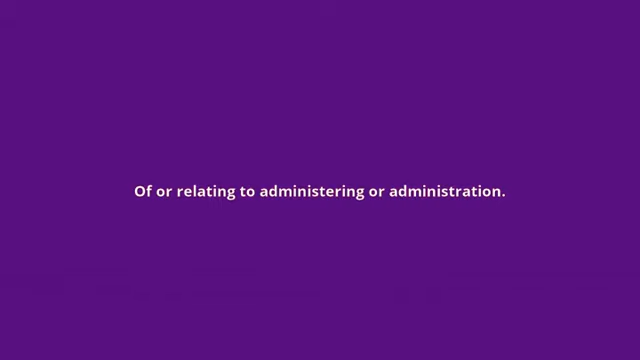 Of or relating to administering or administration.